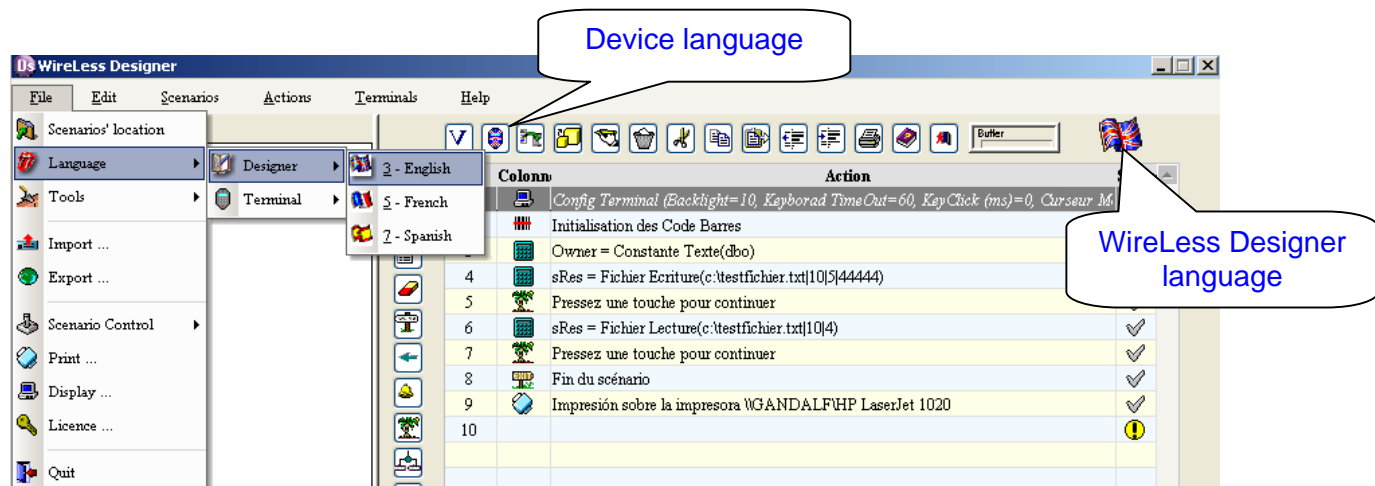 Device language
Ds WireLess Designer
File Edit Scenarios Actions Terminals Help
Scenarios' location
Language
Tools
Import ...
Export ...
Scenario Control
Print ...
Display ...
Licence ...
Quit
Designer
Terminal
3 - English
5 - French
7 - Spanish
V
Buffer
Colonn
Action
Config Terminal (Backlight=10, Keyborad TimeOut=60, KeyClick (ms)=0, Curseur M
Initialisation des Code Barres
Owner = Constante Texte(dbo)
4 sRes = Fichier Ecriture(c:\testfichier.txt|10|5|44444)
5 Pressez une touche pour continuer
6 sRes = Fichier Lecture(c:\testfichier.txt|10|4)
7 Pressez une touche pour continuer
8 Fin du scénario
9 Impresión sobre la impresora \\GANDALF\HP LaserJet 1020
10
WireLess Designer
language